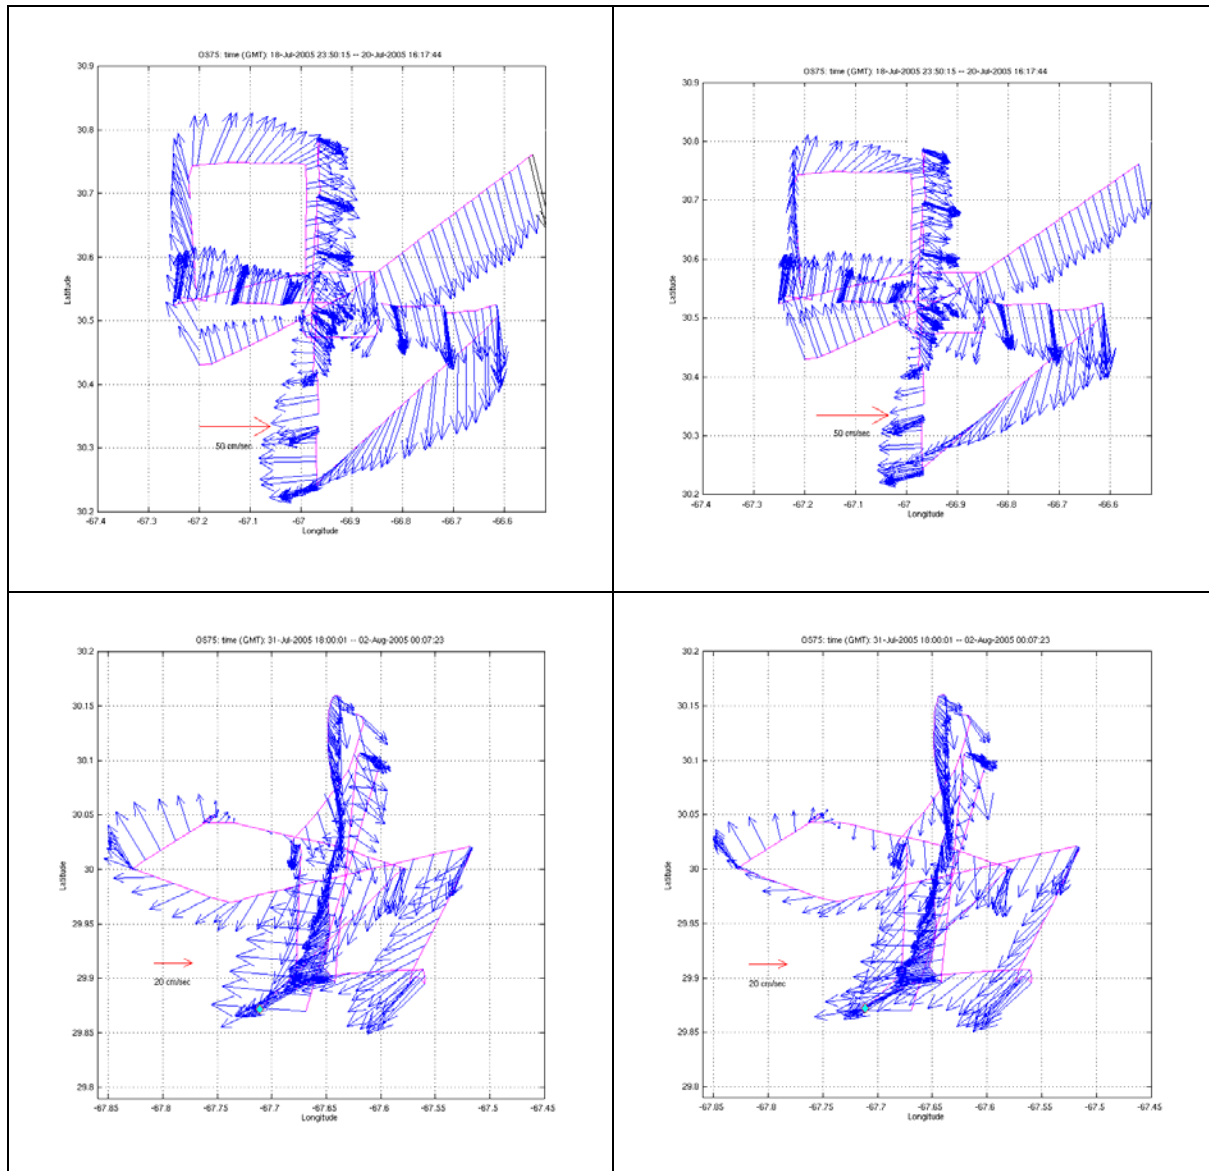 OS75: time (GMT): 18-Jul-2005 23:50:15 -- 20-Jul-2005 16:17:44
30.9
30.8
30.7
30.6
30.5
30.4
30.3
30.2
Latitude
50 cm/sec
-67.4 -67.3 -67.2 -67.1 -67 -66.9 -66.8 -66.7 -66.6
Longitude
OS75: time (GMT): 18-Jul-2005 23:50:15 -- 20-Jul-2005 16:17:44
30.9
30.8
30.7
30.6
30.5
30.4
30.3
30.2
Latitude
50 cm/sec
-67.4 -67.3 -67.2 -67.1 -67 -66.9 -66.8 -66.7 -66.6
Longitude
OS75: time (GMT): 31-Jul-2005 18:00:01 -- 02-Aug-2005 00:07:23
30.2
30.15
30.1
30.05
30
29.95
29.9
29.85
29.8
Latitude
20 cm/sec
-67.85 -67.8 -67.75 -67.7 -67.65 -67.6 -67.55 -67.5 -67.45
Longitude
OS75: time (GMT): 31-Jul-2005 18:00:01 -- 02-Aug-2005 00:07:23
30.2
30.15
30.1
30.05
30
29.95
29.9
29.85
29.8
Latitude
20 cm/sec
-67.85 -67.8 -67.75 -67.7 -67.65 -67.6 -67.55 -67.5 -67.45
Longitude